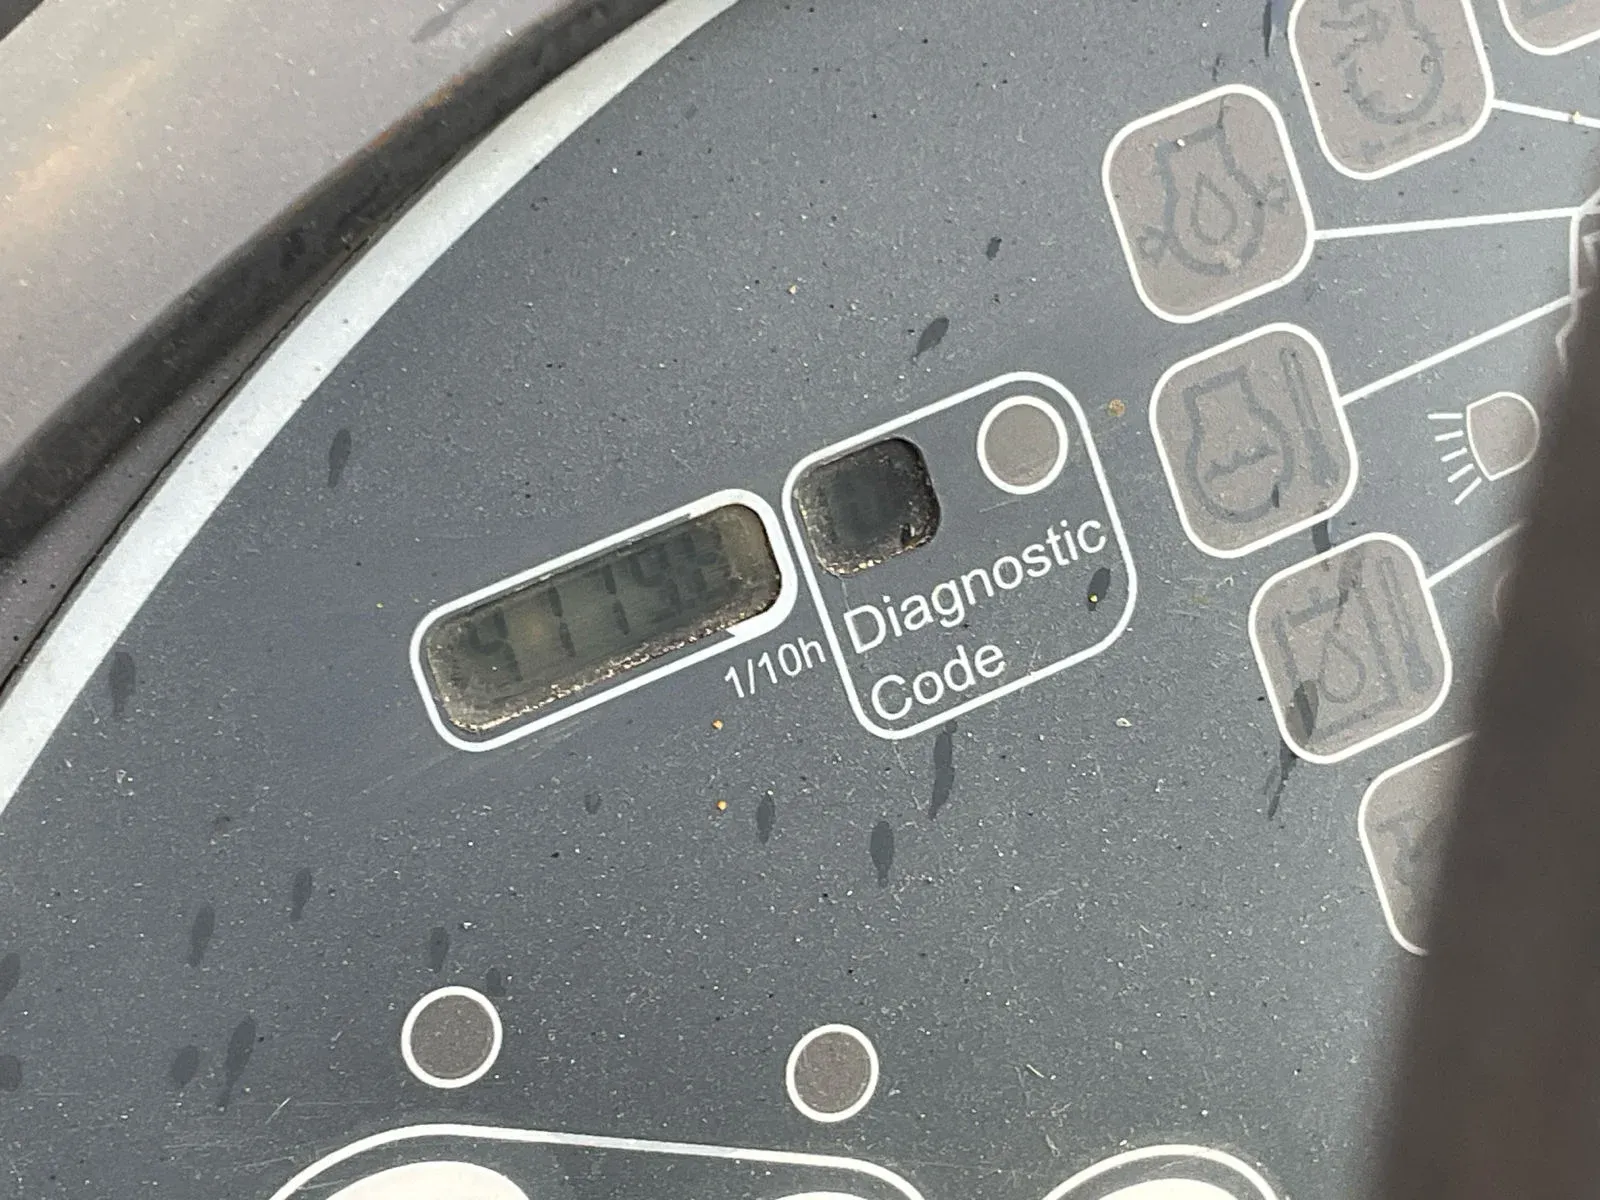 1/10h
Diagnostic
Code